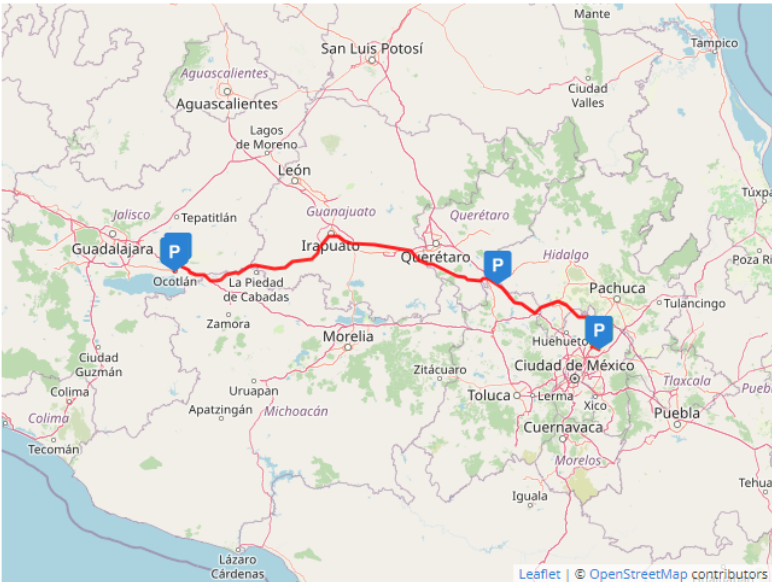 Mante
San Luis Potosí
Tampico
Aguascalientes
Aguascalientes
Ciudad
Valles
Lagos
de Moreno
León
Túxpa
Jalisco
Tepatitlán
Guanajuato
Querétaro
Guadalajara
P
Irapuato
Querétaro
Hidalgo
Poza Ri
P
Ocotlán
La Piedad
de Cabadas
Pachuca
Tulancingo
Zamora
P
Morelia
Huehueto
Ciudad
Guzmán
Zitácuaro
Ciudad de México
Tlaxcala
Pueb
Colima
Uruapan
Toluca
Lerma
Xico
Apatzingán
Michoacán
Puebla
Colima
Cuernavaca
Tecomán
Morelos
Tehua
Iguala
Lázaro
Cárdenas
Leaflet | © OpenStreetMap contributors